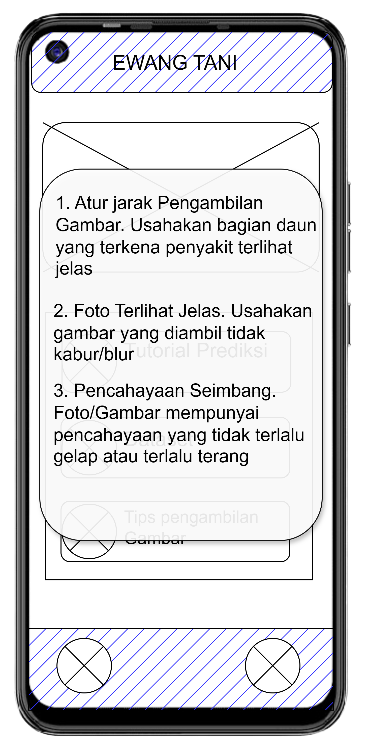 EWANG TANI
1. Atur jarak Pengambilan
Gambar. Usahakan bagian daun
yang terkena penyakit terlihat
jelas
2. Foto Terlihat Jelas. Usahakan
gambar yang diambil tidak
kabur/blur
Tutorial Prediksi
3. Pencahayaan Seimbang.
Foto/Gambar mempunyai
pencahayaan yang tidak terlalu
gelap atau terlalu terang
Tips pengambilan
Gambar